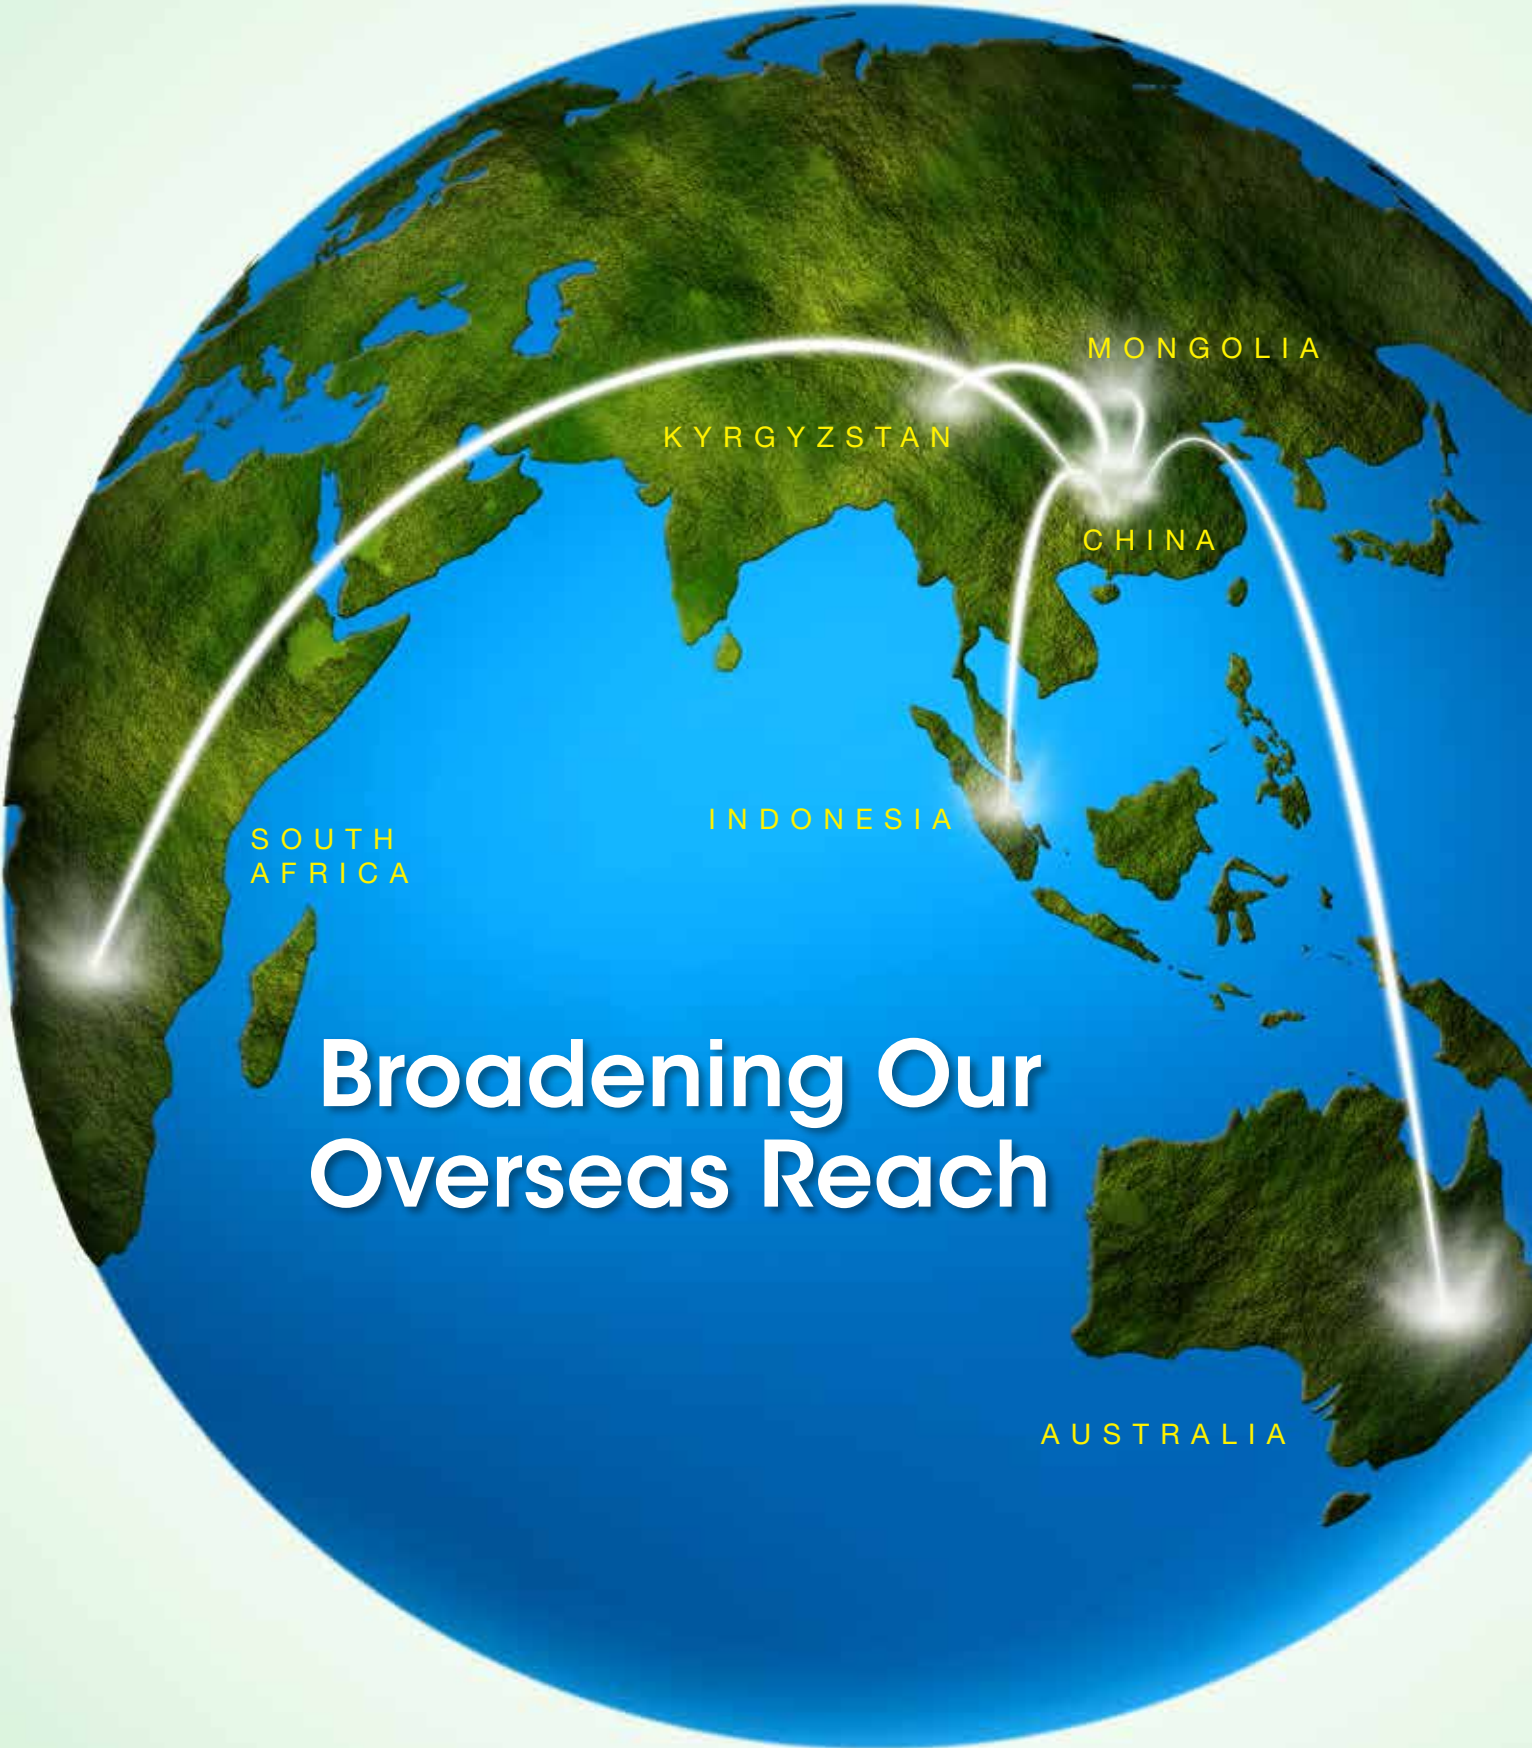 MONGOLIA
KYRGYZSTAN
CHINA
INDONESIA
SOUTH
AFRICA
Broadening Our
Overseas Reach
AUSTRALIA